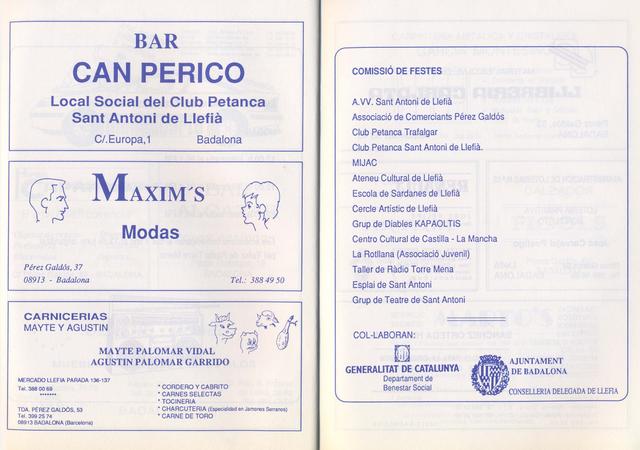 BAR
CAN PERICO
Local Social del Club Petanca
Sant Antoni de Llefià
C/.Europa,1 Badalona
MAXIM´S
Modas
Pérez Galdós, 37
08913 - Badalona Tel.: 388 49 50
CARNICERIAS
MAYTE Y AGUSTIN
MAYTE PALOMAR VIDAL
AGUSTIN PALOMAR GARRIDO
MERCADO LLEFIA PARADA 136-137
Tel. 388 00 69
*******
TDA. PÉREZ GALDÓS, 53
Tel. 399 25 74
08913 BADALONA (Barcelona)
* CORDERO Y CABRITO
* CARNES SELECTAS
* TOCINERIA
* CHARCUTERIA (Especialidad en Jamones Serranos)
* CARNE DE TORO
COMISSIÓ DE FESTES
A.VV. Sant Antoni de Llefià
Associació de Comerciants Pérez Galdós
Club Petanca Trafalgar
Club Petanca Sant Antoni de Llefià.
MIJAC
Ateneu Cultural de Llefià
Escola de Sardanes de Llefià
Cercle Artístic de Llefià
Grup de Diables KAPAOLTIS
Centro Cultural de Castilla - La Mancha
La Rotllana (Associació Juvenil)
Taller de Ràdio Torre Mena
Esplai de Sant Antoni
Grup de Teatre de Sant Antoni
COL·LABORAN:
GENERALITAT DE CATALUNYA
Departament de
Benestar Social
AJUNTAMENT
DE BADALONA
CONSELLERIA DELEGADA DE LLEFIA